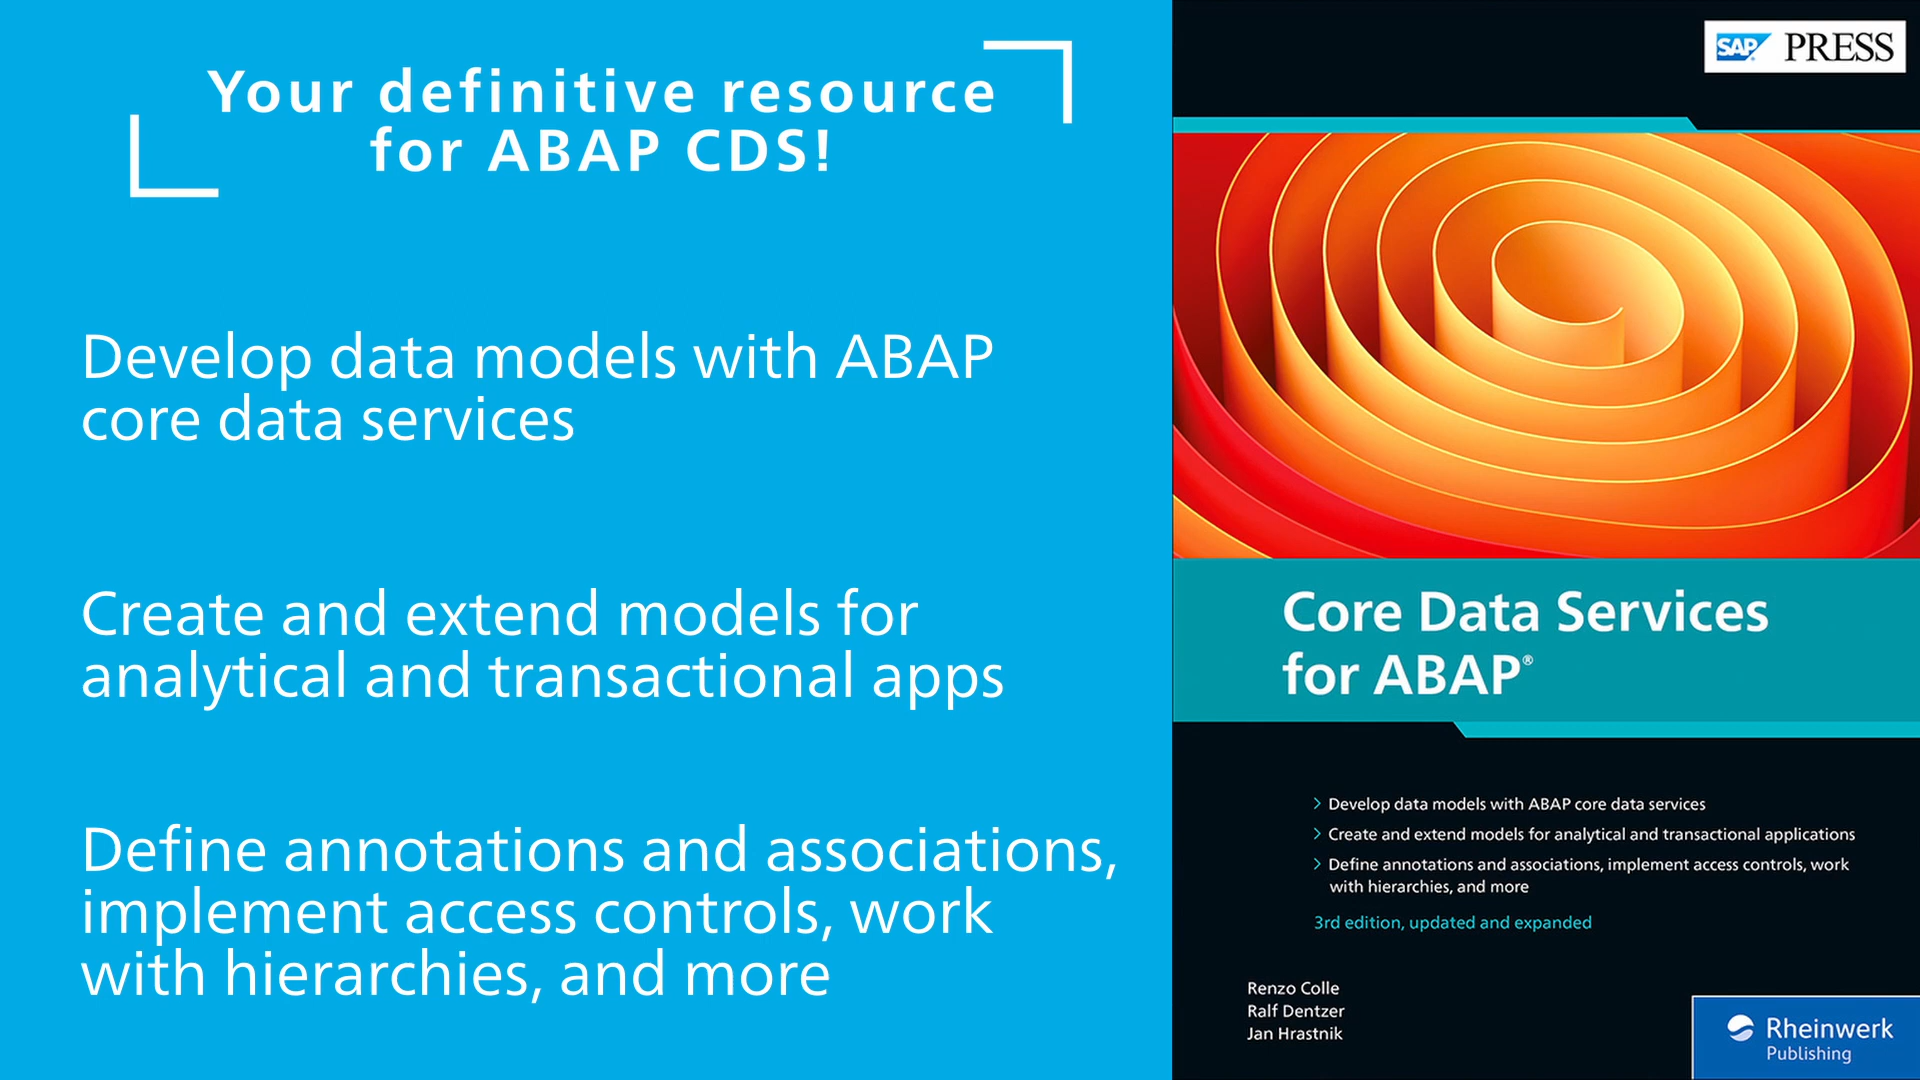 Your definitive resource
for ABAP CDS!
Develop data models with ABAP
core data services
Create and extend models for
analytical and transactional apps
Define annotations and associations,
implement access controls, work
with hierarchies, and more
SAP PRESS
Core Data Services
for ABAP®
> Develop data models with ABAP core data services
> Create and extend models for analytical and transactional applications
> Define annotations and associations, implement access controls, work
with hierarchies, and more
3rd edition, updated and expanded
Renzo Colle
Ralf Dentzer
Jan Hrastnik
Rheinwerk
Publishing